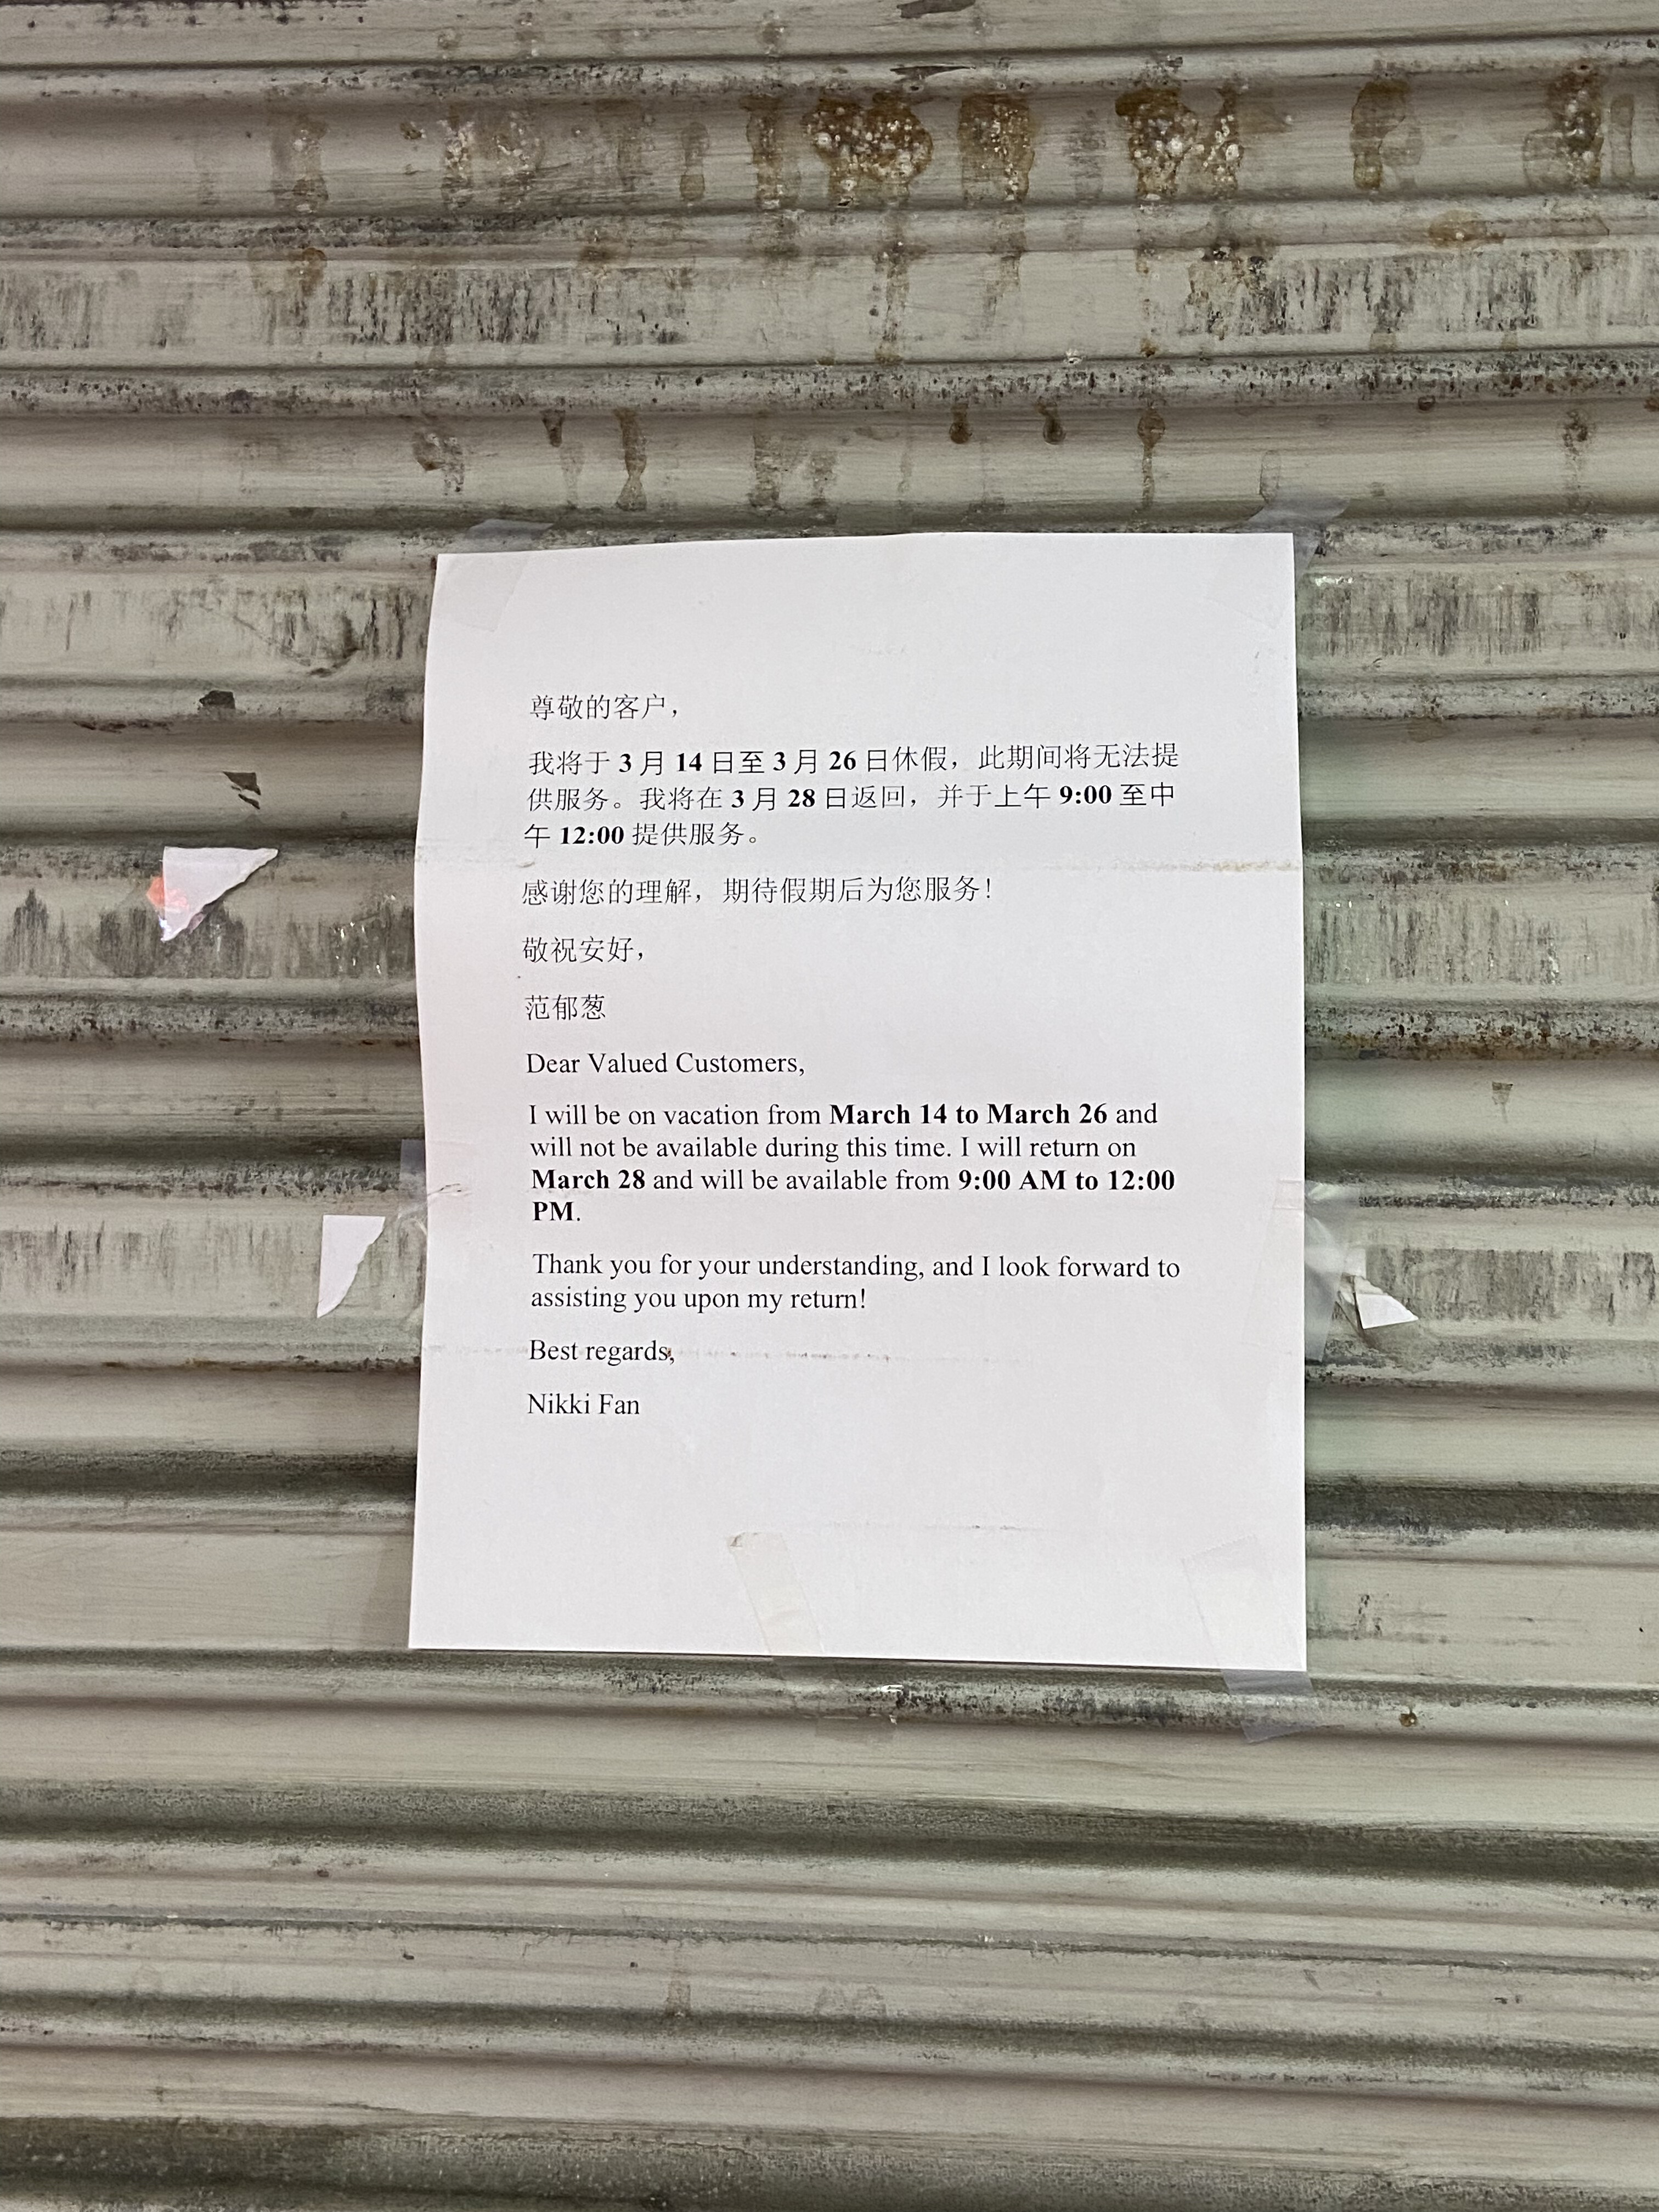 尊敬的客户，
我将于 3 月 14 日至 3 月 26 日休假，此期间将无法提
供服务。我将在 3 月 28 日返回，并于上午 9:00 至中
午 12:00 提供服务。
感谢您的理解，期待假期后为您服务！
敬祝安好，
范郁葱
Dear Valued Customers,
I will be on vacation from March 14 to March 26 and
will not be available during this time. I will return on
March 28 and will be available from 9:00 AM to 12:00
PM.
Thank you for your understanding, and I look forward to
assisting you upon my return!
Best regards,
Nikki Fan